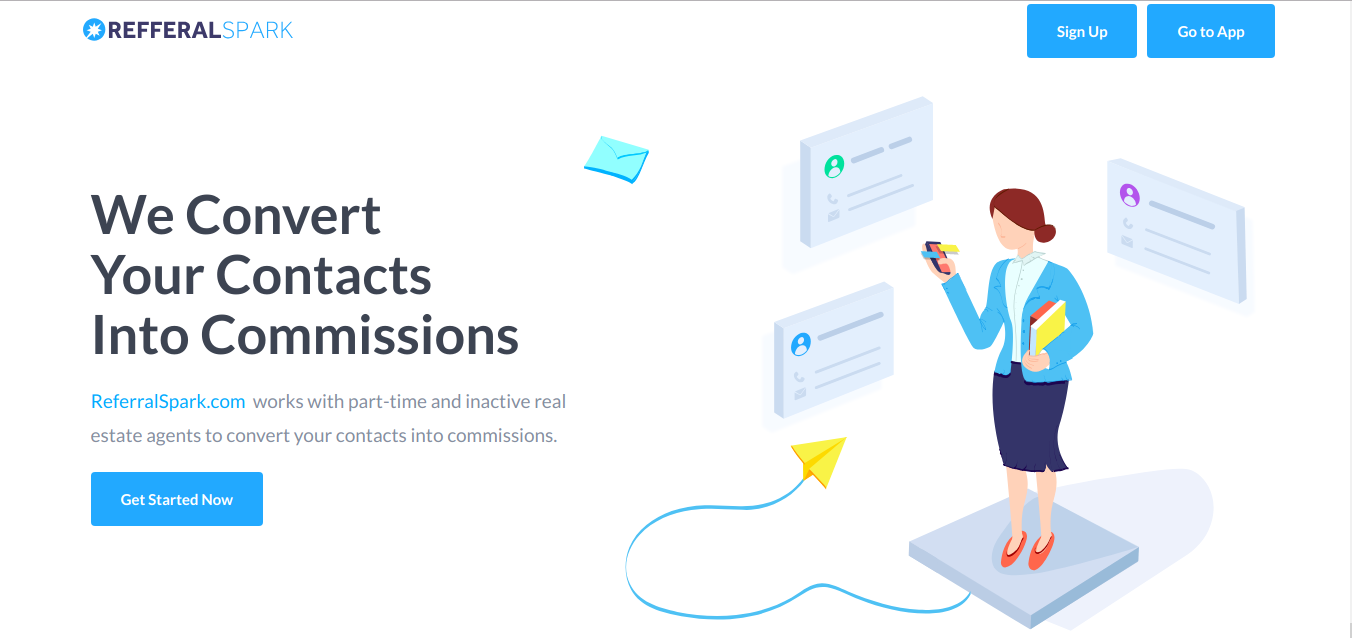 REFFERALSPARK
Sign Up
Go to App
We Convert
Your Contacts
Into Commissions
ReferralSpark.com works with part-time and inactive real
estate agents to convert your contacts into commissions.
Get Started Now